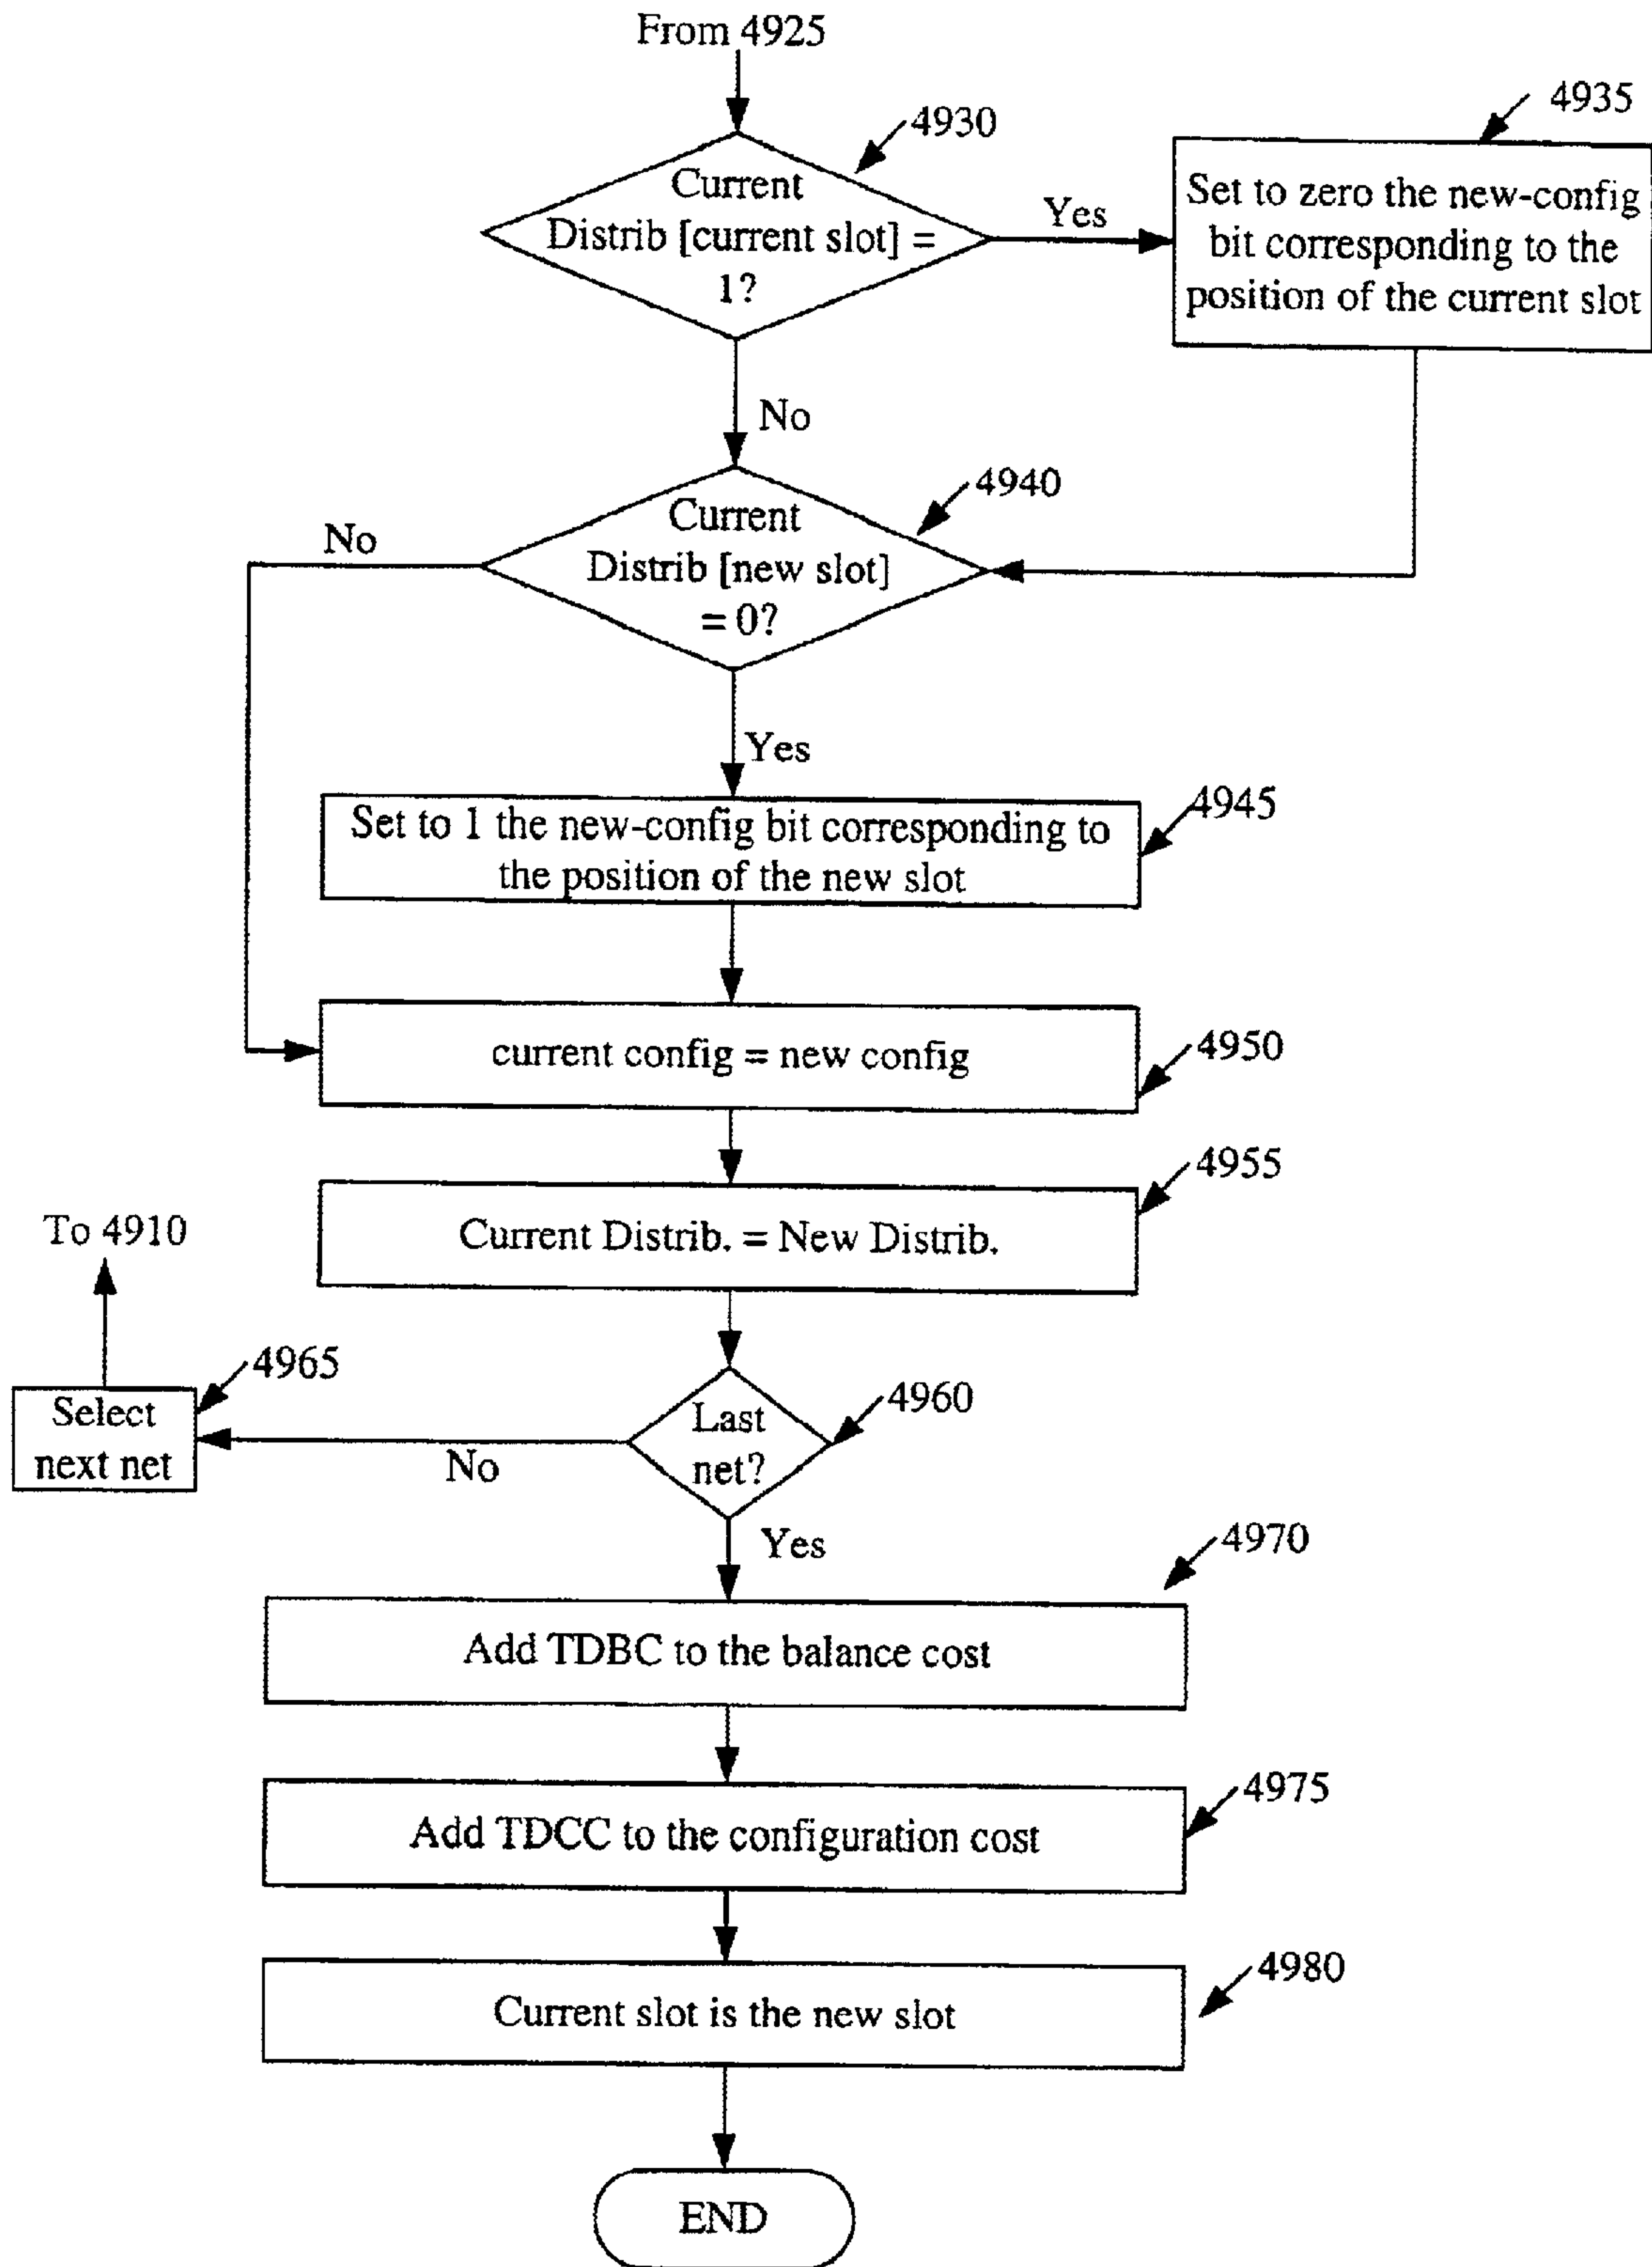 From 4925
4930
Current
Distrib [current slot] =
1?
Yes
4935
Set to zero the new-config
bit corresponding to the
position of the current slot
No
4940
Current
Distrib [new slot]
= 0?
No
Yes
4945
Set to 1 the new-config bit corresponding to
the position of the new slot
current config = new config
4950
4955
Current Distrib. = New Distrib.
To 4910
4965
Select
next net
No
Last
net?
4960
Yes
4970
Add TDBC to the balance cost
4975
Add TDCC to the configuration cost
4980
Current slot is the new slot
END